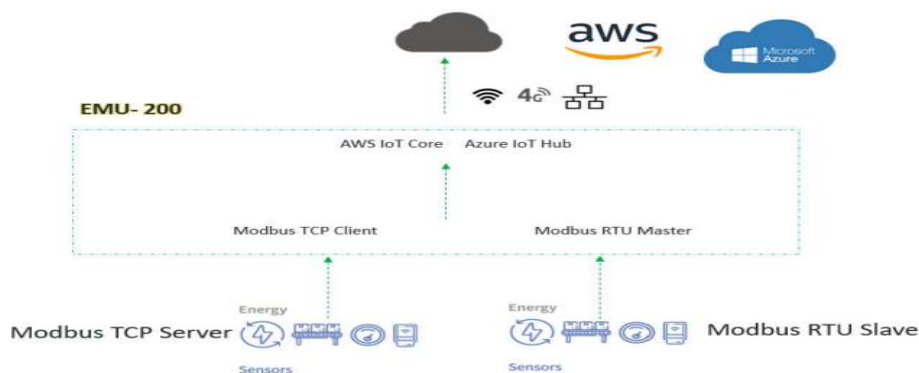 aws
Microsoft
Azure
4G
EMU- 200
AWS IoT Core Azure IoT Hub
Modbus TCP Client Modbus RTU Master
Energy Energy
Modbus TCP Server Modbus RTU Slave
Sensors Sensors